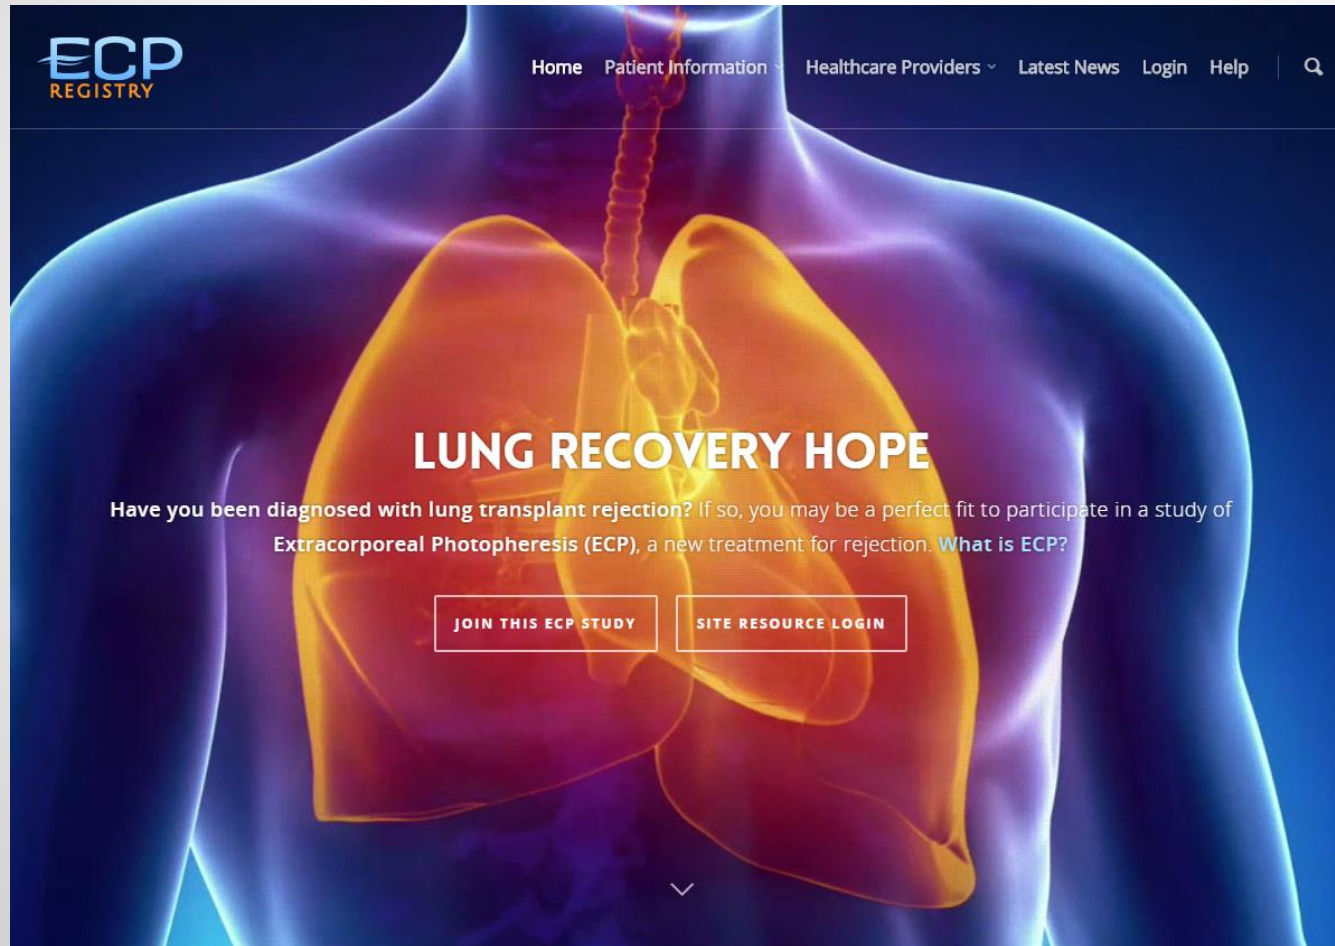 ECP
REGISTRY
Home Patient Information Healthcare Providers Latest News Login Help
LUNG RECOVERY HOPE
Have you been diagnosed with lung transplant rejection? If so, you may be a perfect fit to participate in a study of
Extracorporeal Photopheresis (ECP), a new treatment for rejection. What is ECP?
JOIN THIS ECP STUDY SITE RESOURCE LOGIN